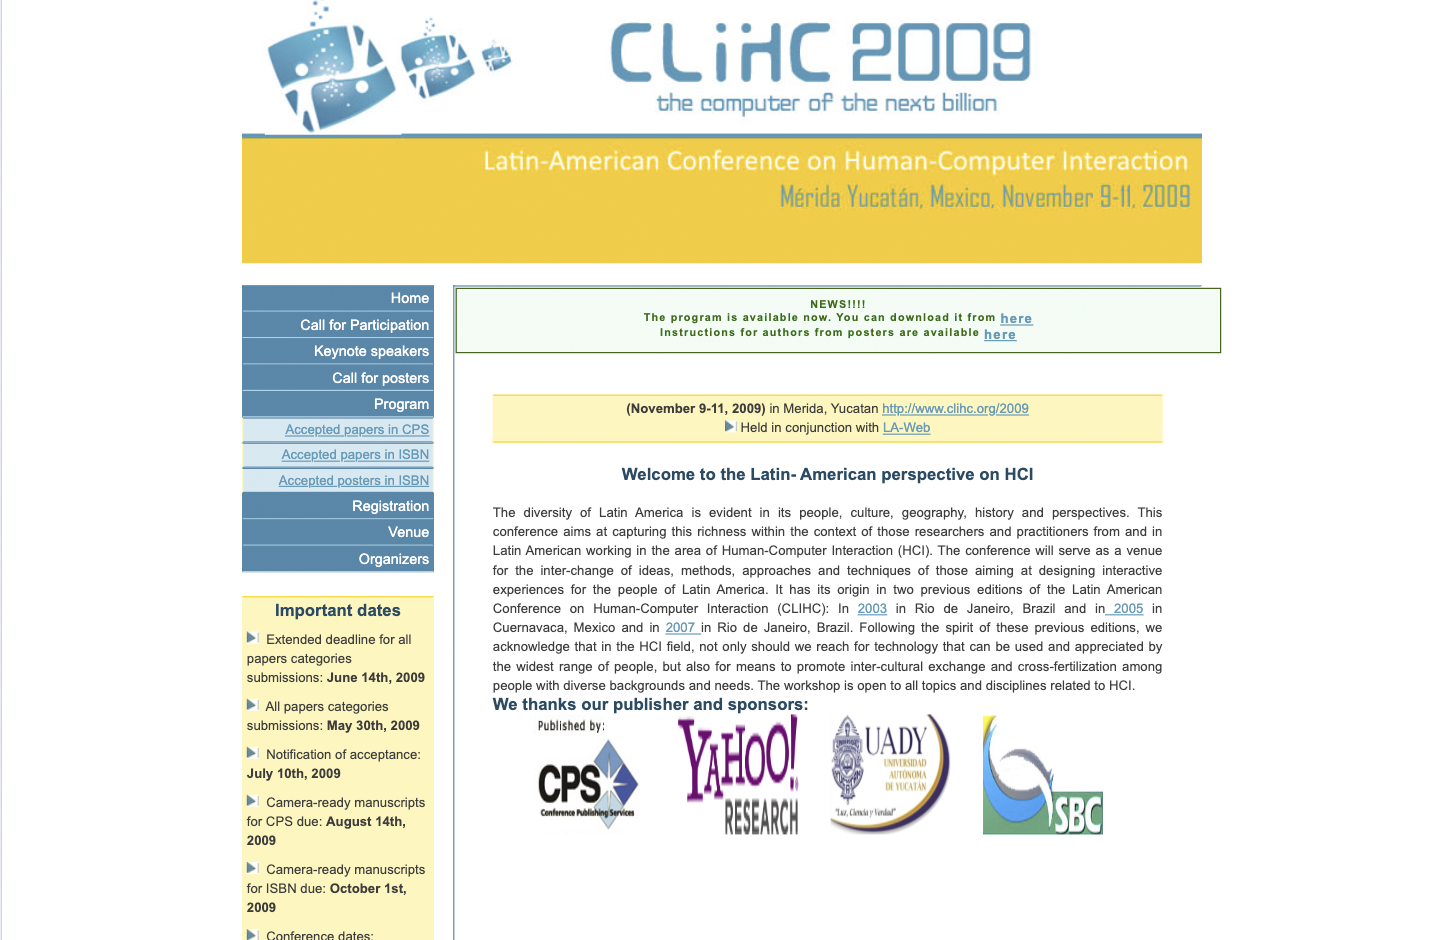 CLIHC 2009
the computer of the next billion
Latin-American Conference on Human-Computer Interaction
Mérida Yucatán, Mexico, November 9-11, 2009
Home
Call for Participation
Keynote speakers
Call for posters
Program
Accepted papers in CPS
Accepted papers in ISBN
Accepted posters in ISBN
Registration
Venue
Organizers
Important dates
Extended deadline for all
papers categories
submissions: June 14th, 2009
All papers categories
submissions: May 30th, 2009
Notification of acceptance:
July 10th, 2009
Camera-ready manuscripts
for CPS due: August 14th,
2009
Camera-ready manuscripts
for ISBN due: October 1st,
2009
Conference dates:
NEWS!!!!
The program is available now. You can download it from here
Instructions for authors from posters are available here
(November 9-11, 2009) in Merida, Yucatan http://www.clihc.org/2009
Held in conjunction with LA-Web
Welcome to the Latin- American perspective on HCI
The diversity of Latin America is evident in its people, culture, geography, history and perspectives. This
conference aims at capturing this richness within the context of those researchers and practitioners from and in
Latin American working in the area of Human-Computer Interaction (HCI). The conference will serve as a venue
for the inter-change of ideas, methods, approaches and techniques of those aiming at designing interactive
experiences for the people of Latin America. It has its origin in two previous editions of the Latin American
Conference on Human-Computer Interaction (CLIHC): In 2003 in Rio de Janeiro, Brazil and in 2005 in
Cuernavaca, Mexico and in 2007 in Rio de Janeiro, Brazil. Following the spirit of these previous editions, we
acknowledge that in the HCI field, not only should we reach for technology that can be used and appreciated by
the widest range of people, but also for means to promote inter-cultural exchange and cross-fertilization among
people with diverse backgrounds and needs. The workshop is open to all topics and disciplines related to HCI.
We thanks our publisher and sponsors:
Published by:
CPS
Conference Publishing Services
YAHOO!
RESEARCH
UADY
UNIVERSIDAD
AUTÓNOMA
DE YUCATÁN
"Luz, Ciencia y Verdad"
SBC